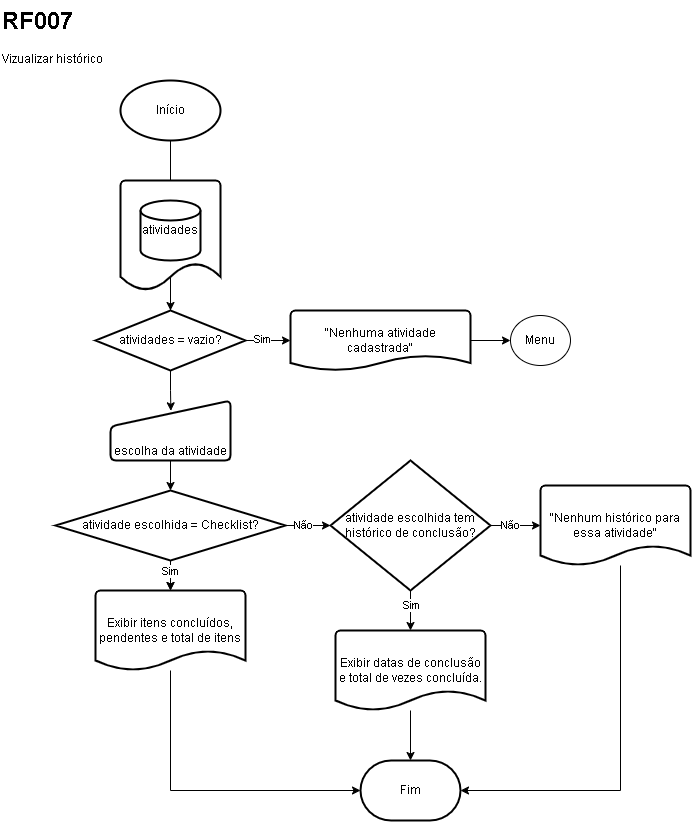 RF007
Vizualizar histórico
Início
atividades
atividades = vazio?
Sim
"Nenhuma atividade
cadastrada"
Menu
escolha da atividade
atividade escolhida = Checklist?
Não
atividade escolhida tem
histórico de conclusão?
Não
"Nenhum histórico para
essa atividade"
Sim
Exibir itens concluídos,
pendentes e total de itens
Sim
Exibir datas de conclusão
e total de vezes concluída.
Fim